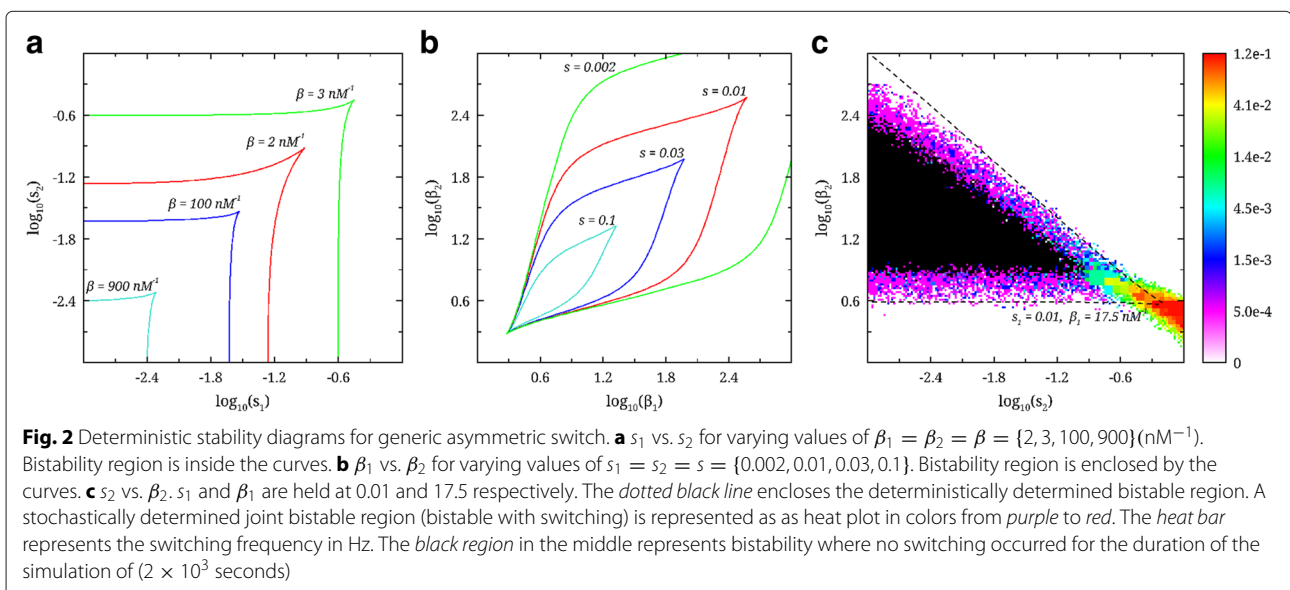 a
b
c
β = 3 nM⁻¹
β = 2 nM⁻¹
β = 100 nM⁻¹
β = 900 nM⁻¹
-0.6
-1.2
-1.8
-2.4
log₁₀(s₂)
-2.4 -1.8 -1.2 -0.6
log₁₀(s₁)
s = 0.002
s = 0.01
s = 0.03
s = 0.1
2.4
1.8
1.2
0.6
log₁₀(β₂)
0.6 1.2 1.8 2.4
log₁₀(β₁)
2.4
1.8
1.2
0.6
log₁₀(β₂)
s₁ = 0.01, β₁ = 17.5 nM⁻¹
-2.4 -1.8 -1.2 -0.6
log₁₀(s₂)
1.2e-1
4.1e-2
1.4e-2
4.5e-3
1.5e-3
5.0e-4
0
Fig. 2 Deterministic stability diagrams for generic asymmetric switch. a s₁ vs. s₂ for varying values of β₁ = β₂ = β = {2, 3, 100, 900}(nM⁻¹).
Bistability region is inside the curves. b β₁ vs. β₂ for varying values of s₁ = s₂ = s = {0.002, 0.01, 0.03, 0.1}. Bistability region is enclosed by the
curves. c s₂ vs. β₂. s₁ and β₁ are held at 0.01 and 17.5 respectively. The dotted black line encloses the deterministically determined bistable region. A
stochastically determined joint bistable region (bistable with switching) is represented as as heat plot in colors from purple to red. The heat bar
represents the switching frequency in Hz. The black region in the middle represents bistability where no switching occurred for the duration of the
simulation of (2 × 10³ seconds)